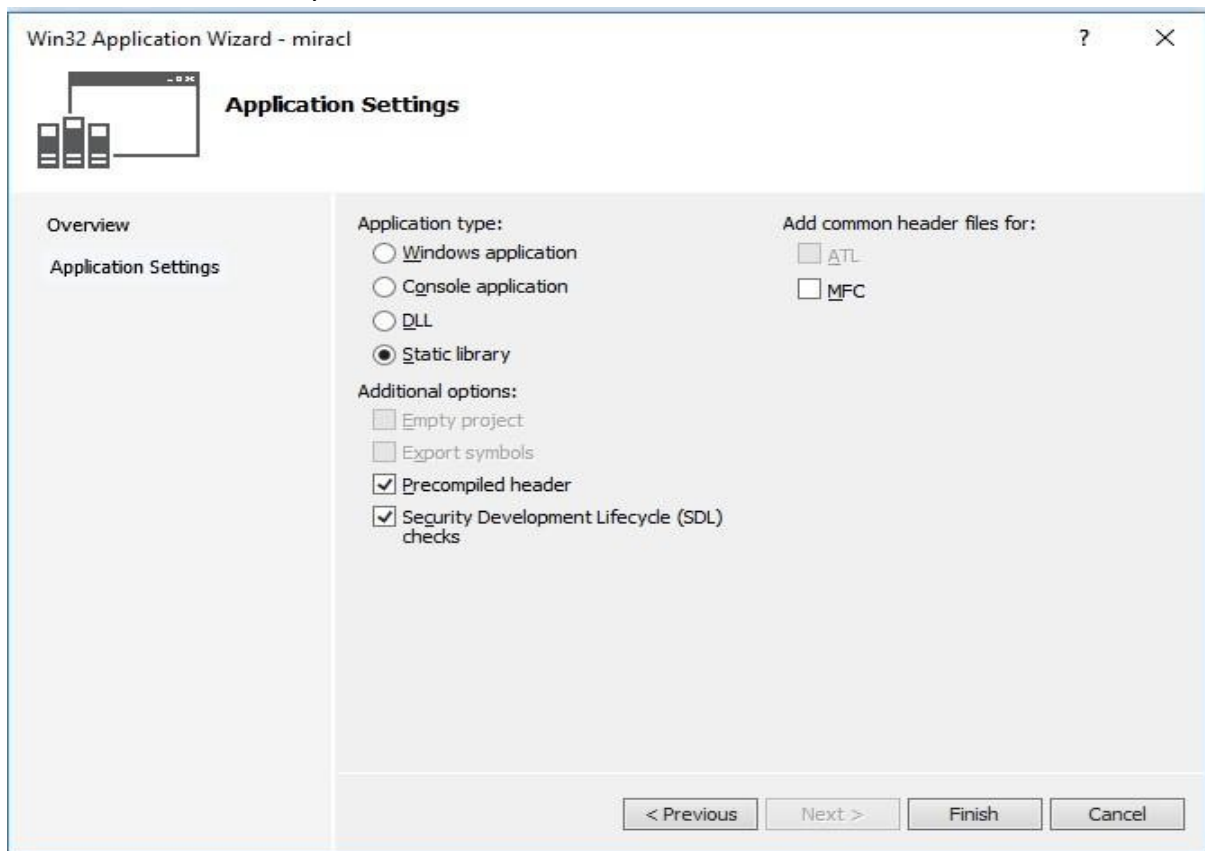 Win32 Application Wizard - miracl
?
Application Settings
Overview
Application Settings
Application type:
Windows application
Console application
DLL
Static library
Additional options:
Empty project
Export symbols
Precompiled header
Security Development Lifecycle (SDL)
checks
Add common header files for:
ATL
MFC
< Previous
Next >
Finish
Cancel